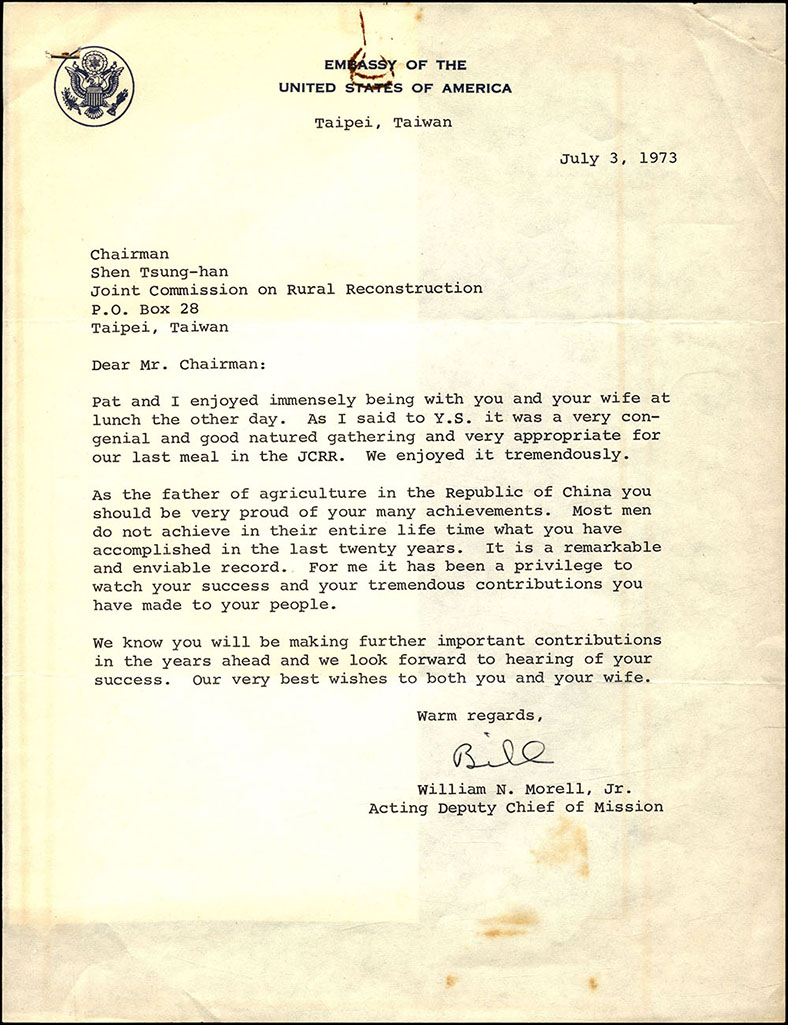 EMBASSY OF THE
UNITED STATES OF AMERICA
Taipei, Taiwan
July 3, 1973
Chairman
Shen Tsung-han
Joint Commission on Rural Reconstruction
P.O. Box 28
Taipei, Taiwan
Dear Mr. Chairman:
Pat and I enjoyed immensely being with you and your wife at
lunch the other day.  As I said to Y.S. it was a very con-
genial and good natured gathering and very appropriate for
our last meal in the JCRR.  We enjoyed it tremendously.
As the father of agriculture in the Republic of China you
should be very proud of your many achievements.  Most men
do not achieve in their entire life time what you have
accomplished in the last twenty years.  It is a remarkable
and enviable record.  For me it has been a privilege to
watch your success and your tremendous contributions you
have made to your people.
We know you will be making further important contributions
in the years ahead and we look forward to hearing of your
success.  Our very best wishes to both you and your wife.
Warm regards,
Bill
William N. Morell, Jr.
Acting Deputy Chief of Mission